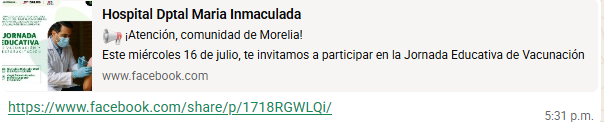 JORNADA
EDUCATIVA
Hospital Dptal Maria Inmaculada
📢 ¡Atención, comunidad de Morelia!
Este miércoles 16 de julio, te invitamos a participar en la Jornada Educativa de Vacunación
www.facebook.com
https://www.facebook.com/share/p/1718RGWLQi/
5:31 p.m.